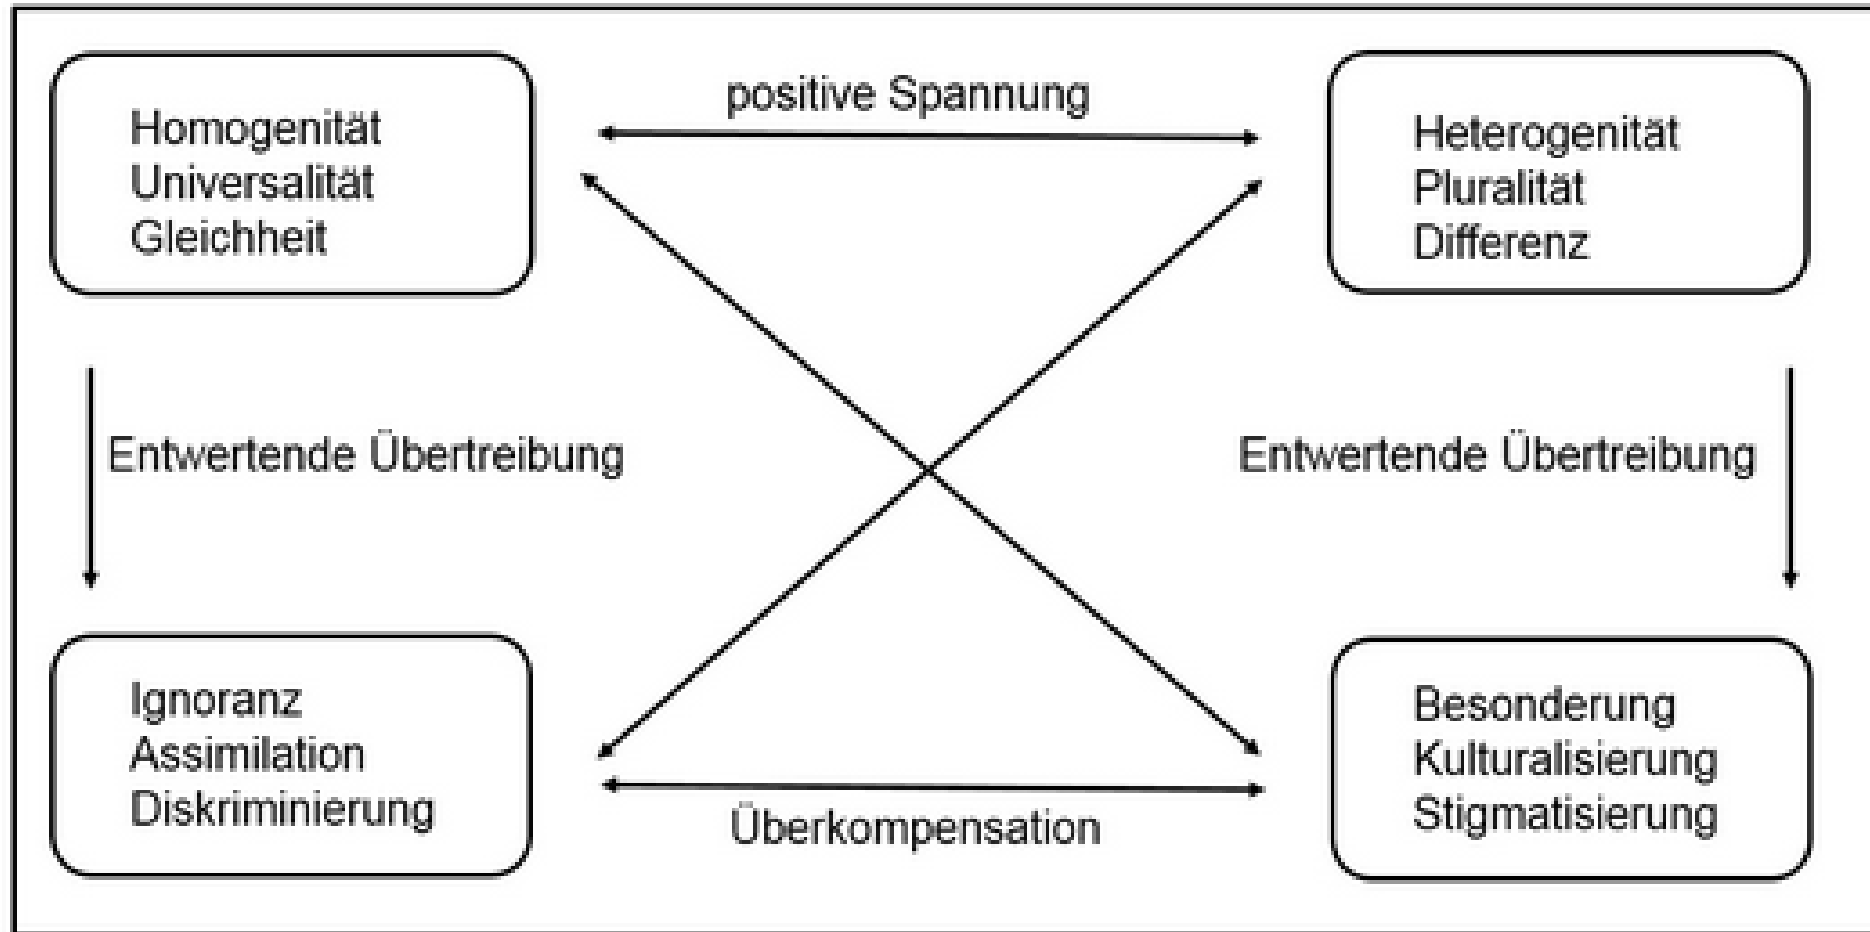 positive Spannung
Homogenität
Universalität
Gleichheit
Heterogenität
Pluralität
Differenz
Entwertende Übertreibung
Entwertende Übertreibung
Ignoranz
Assimilation
Diskriminierung
Besonderung
Kulturalisierung
Stigmatisierung
Überkompensation